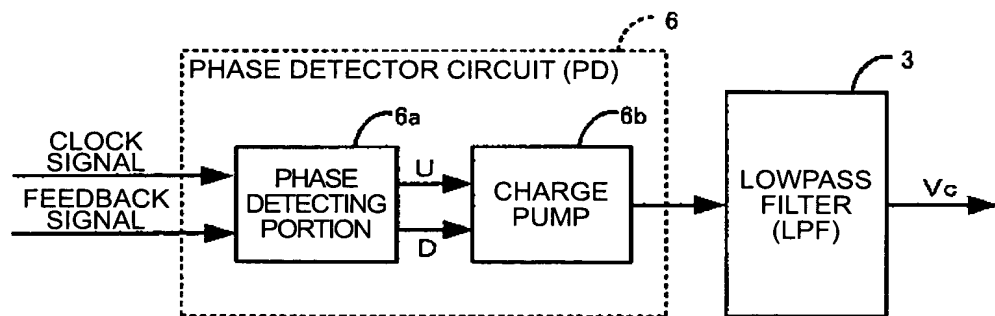 6
PHASE DETECTOR CIRCUIT (PD)
3
6a
6b
CLOCK
SIGNAL
FEEDBACK
SIGNAL
PHASE
DETECTING
PORTION
U
D
CHARGE
PUMP
LOWPASS
FILTER
(LPF)
Vc